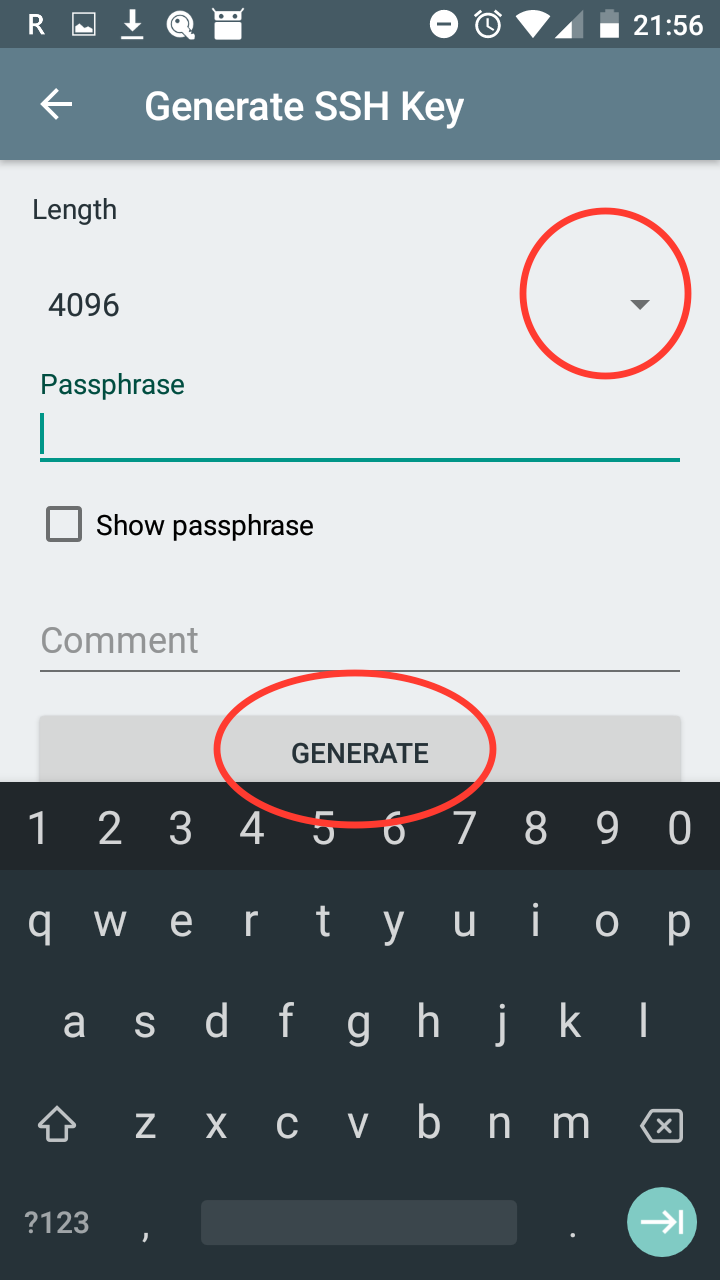 R 21:56
Generate SSH Key
Length
4096
Passphrase
Show passphrase
Comment
GENERATE
1 2 3 4 5 6 7 8 9 0
q w e r t y u i o p
a s d f g h j k l
z x c v b n m
?123 , .